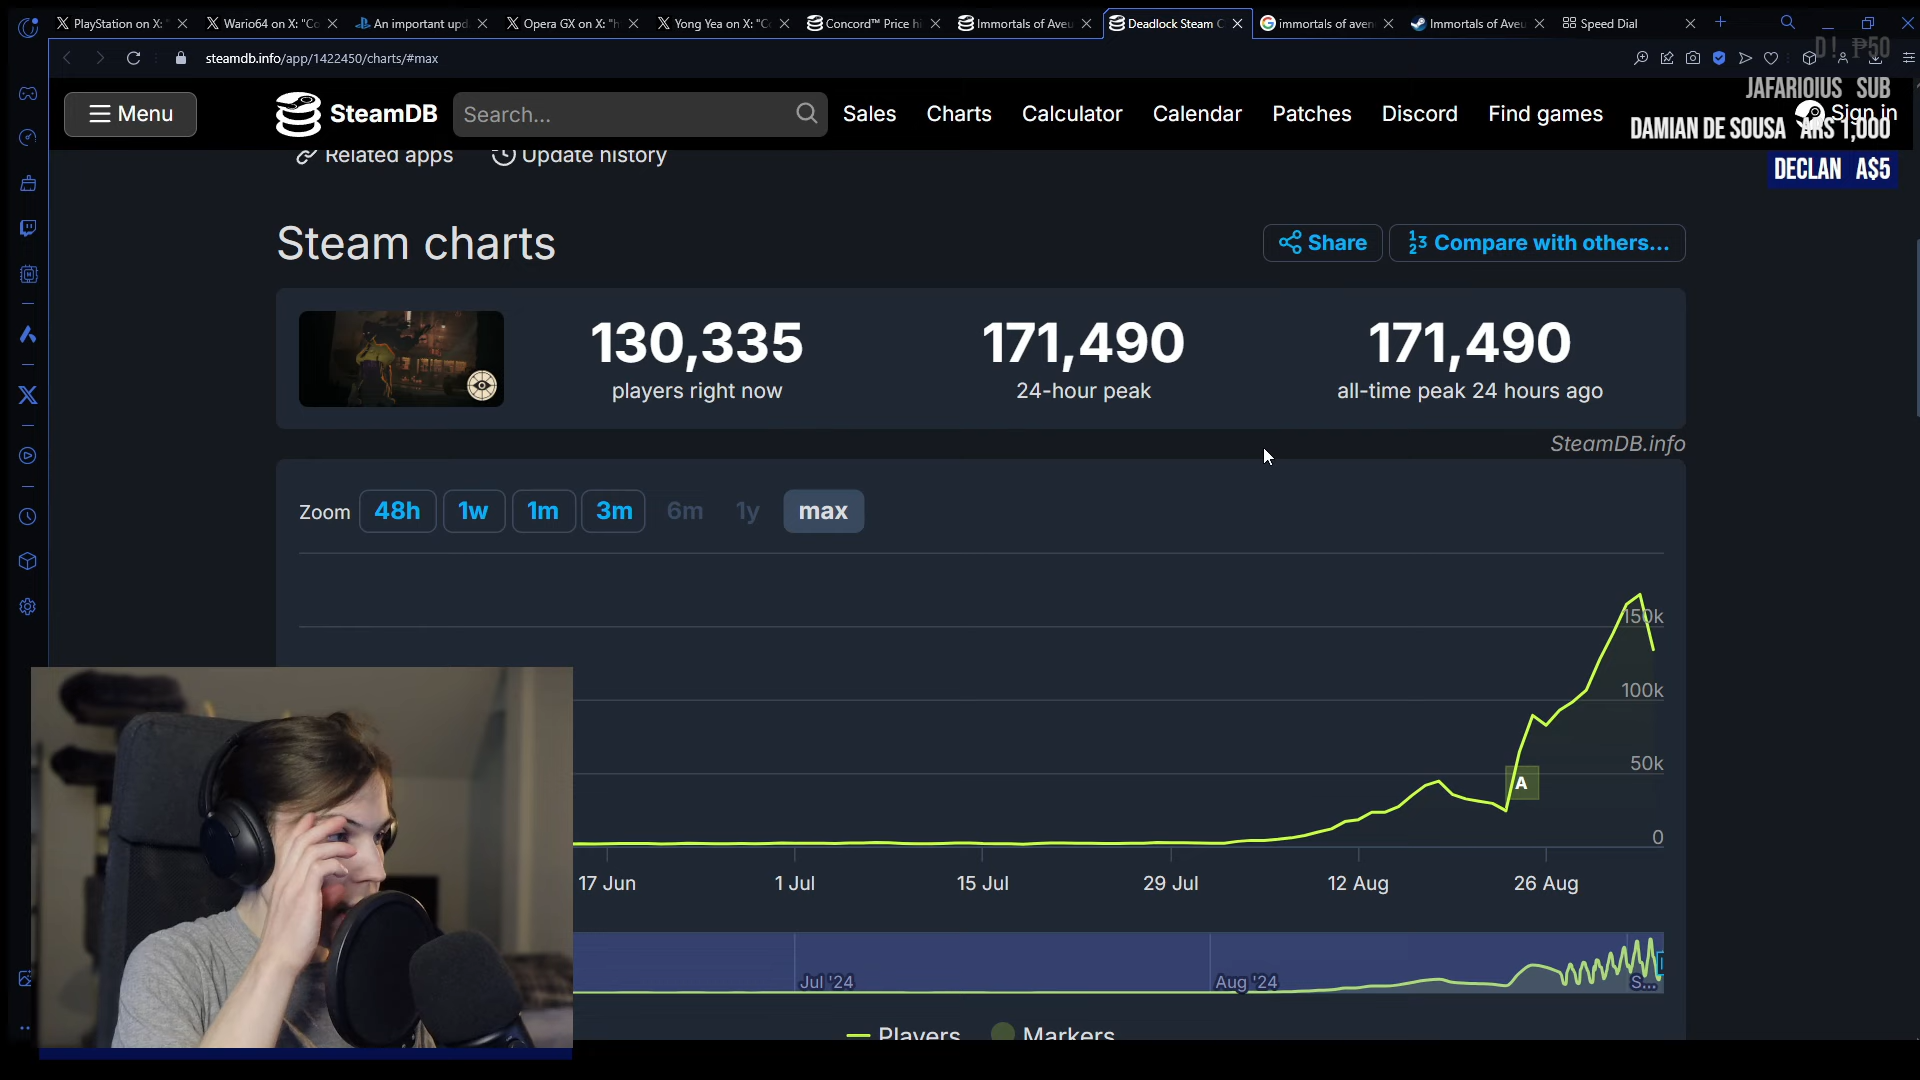 PlayStation on X: "
Wario64 on X: "Co
An important upd
Opera GX on X: "h
Yong Yea on X: "C
Concord™ Price hi
Immortals of Aveu
Deadlock Steam C
immortals of aven
Immortals of Aveu
Speed Dial
steamdb.info/app/1422450/charts/#max
D! ₱50
JAFARIOUS SUB
Menu
SteamDB
Search...
Sales
Charts
Calculator
Calendar
Patches
Discord
Find games
Sign in
DAMIAN DE SOUSA ARS 1,000
DECLAN A$5
Related apps
Update history
Steam charts
Share
Compare with others...
130,335
171,490
171,490
players right now
24-hour peak
all-time peak 24 hours ago
SteamDB.info
Zoom
48h
1w
1m
3m
6m
1y
max
150k
100k
50k
A
0
17 Jun
1 Jul
15 Jul
29 Jul
12 Aug
26 Aug
Jul '24
Aug '24
S...
Players
Markers